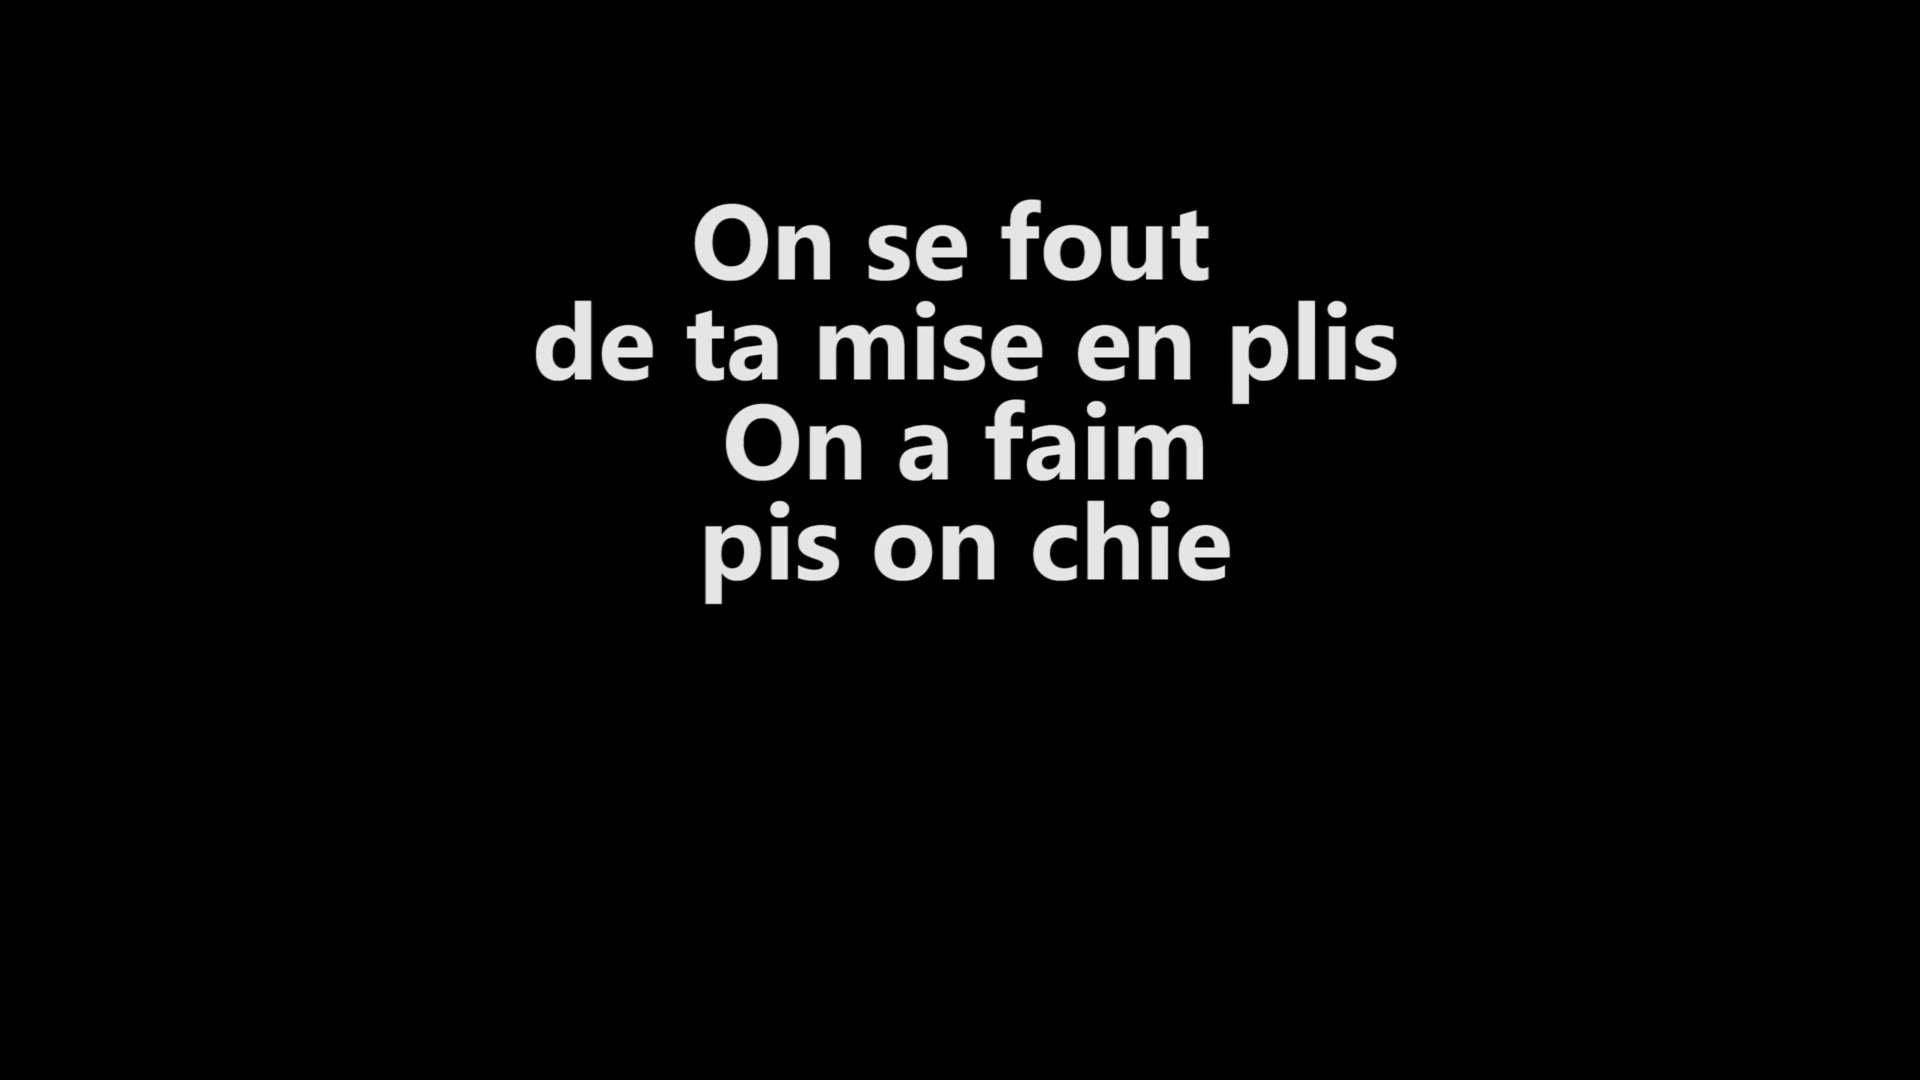 On se fout
de ta mise en plis
On a faim
pis on chie